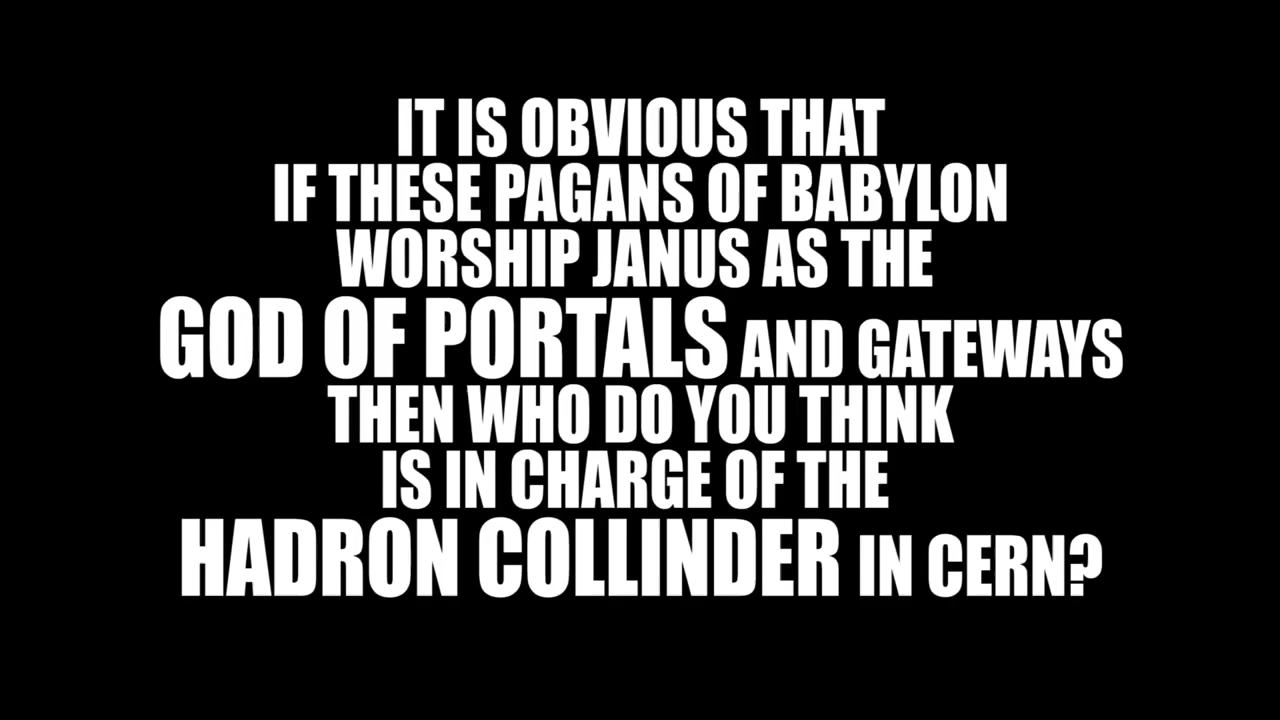 IT IS OBVIOUS THAT
IF THESE PAGANS OF BABYLON
WORSHIP JANUS AS THE
GOD OF PORTALS AND GATEWAYS
THEN WHO DO YOU THINK
IS IN CHARGE OF THE
HADRON COLLINDER IN CERN?